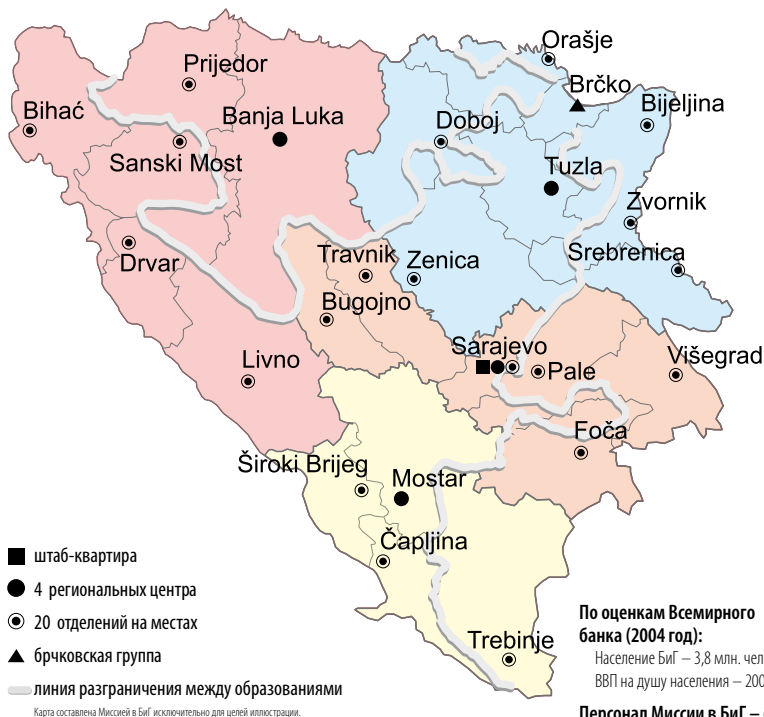 Orašje
Prijedor
Brčko
Bihać
Banja Luka
Doboj
Bijeljina
Sanski Most
Tuzla
Zvornik
Drvar
Travnik
Zenica
Srebrenica
Bugojno
Sarajevo
Livno
Pale
Višegrad
Foča
Široki Brijeg
Mostar
Čapljina
Trebinje
штаб-квартира
4 региональных центра
20 отделений на местах
брчковская группа
линия разграничения между образованиями
Карта составлена Миссией в БиГ исключительно для целей иллюстрации.
По оценкам Всемирного
банка (2004 год):
Население БиГ – 3,8 млн. чел
ВВП на душу населения – 200
Персонал Миссии в БиГ –